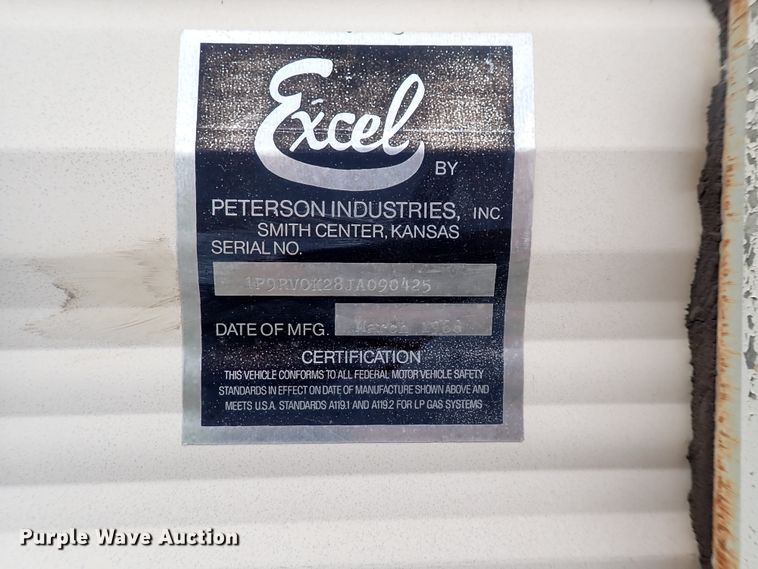 Excel
BY
PETERSON INDUSTRIES, INC.
SMITH CENTER, KANSAS
SERIAL NO.
1P9RV0K28JA090425
DATE OF MFG. March
CERTIFICATION
THIS VEHICLE CONFORMS TO ALL FEDERAL MOTOR VEHICLE SAFETY
STANDARDS IN EFFECT ON DATE OF MANUFACTURE SHOWN ABOVE AND
MEETS U.S.A. STANDARDS A119.1 AND A119.2 FOR LP GAS SYSTEMS
Purple Wave Auction